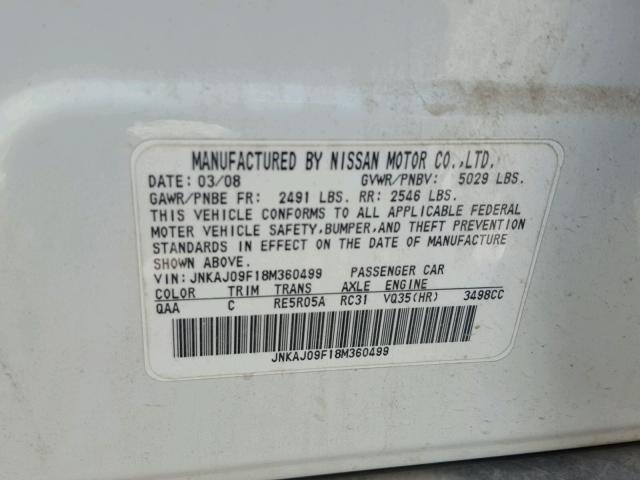 MANUFACTURED BY NISSAN MOTOR CO.,LTD.
DATE: 03/08 GVWR/PNBV: 5029 LBS.
GAWR/PNBE FR: 2491 LBS. RR: 2546 LBS.
THIS VEHICLE CONFORMS TO ALL APPLICABLE FEDERAL
MOTOR VEHICLE SAFETY,BUMPER,AND THEFT PREVENTION
STANDARDS IN EFFECT ON THE DATE OF MANUFACTURE
SHOWN ABOVE.
VIN: JNKAJ09F18M360499 PASSENGER CAR
COLOR TRIM TRANS AXLE ENGINE
QAA C RE5R05A RC31 VQ35(HR) 3498CC
JNKAJ09F18M360499